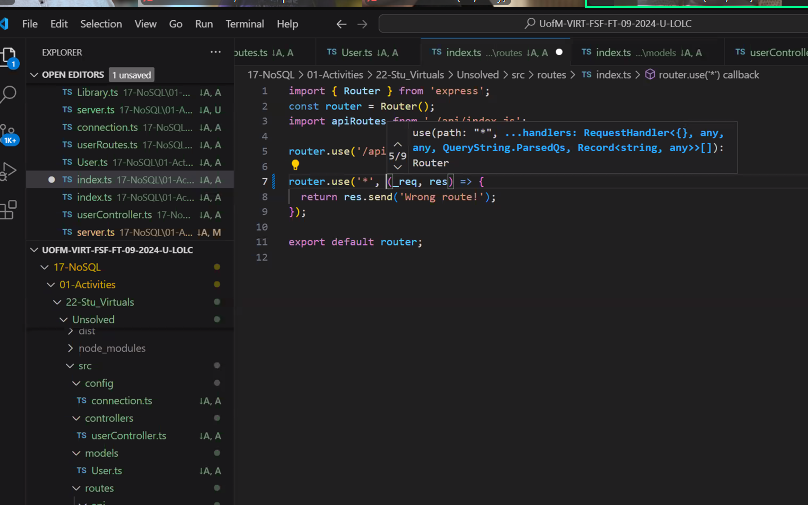 File Edit Selection View Go Run Terminal Help
UofM-VIRT-FSF-FT-09-2024-U-LOLC
EXPLORER ···
outes.ts ↓A, A
TS User.ts ↓A, A
TS index.ts ...\routes ↓A, A
TS index.ts ...\models ↓A, A
TS userControll
17-NoSQL > 01-Activities > 22-Stu_Virtuals > Unsolved > src > routes > TS index.ts > router.use('*') callback
OPEN EDITORS 1 unsaved
TS Library.ts 17-NoSQL\01-A... ↓A, U
TS server.ts 17-NoSQL\01-A... ↓A, A
TS connection.ts 17-NoSQL\... ↓A, A
TS userRoutes.ts 17-NoSQL\... ↓A, A
TS User.ts 17-NoSQL\01-Act... ↓A, A
TS index.ts 17-NoSQL\01-Ac... ↓A, A
TS index.ts 17-NoSQL\01-Ac... ↓A, A
TS userController.ts 17-No... ↓A, A
TS server.ts 17-NoSQL\01-A... ↓A, M
UOFM-VIRT-FSF-FT-09-2024-U-LOLC
17-NoSQL
01-Activities
22-Stu_Virtuals
Unsolved
dist
node_modules
src
config
TS connection.ts ↓A, A
controllers
TS userController.ts ↓A, A
models
TS User.ts ↓A, A
routes
1
1K+
1 import { Router } from 'express';
2 const router = Router();
3 import apiRoutes from './api/index.js';
4
5 router.use('/api
6
7 router.use('*', (_req, res) => {
8 return res.send('Wrong route!');
9 });
10
11 export default router;
12
5/9
use(path: "*", ...handlers: RequestHandler<{}, any,
any, QueryString.ParsedQs, Record<string, any>>[]):
Router